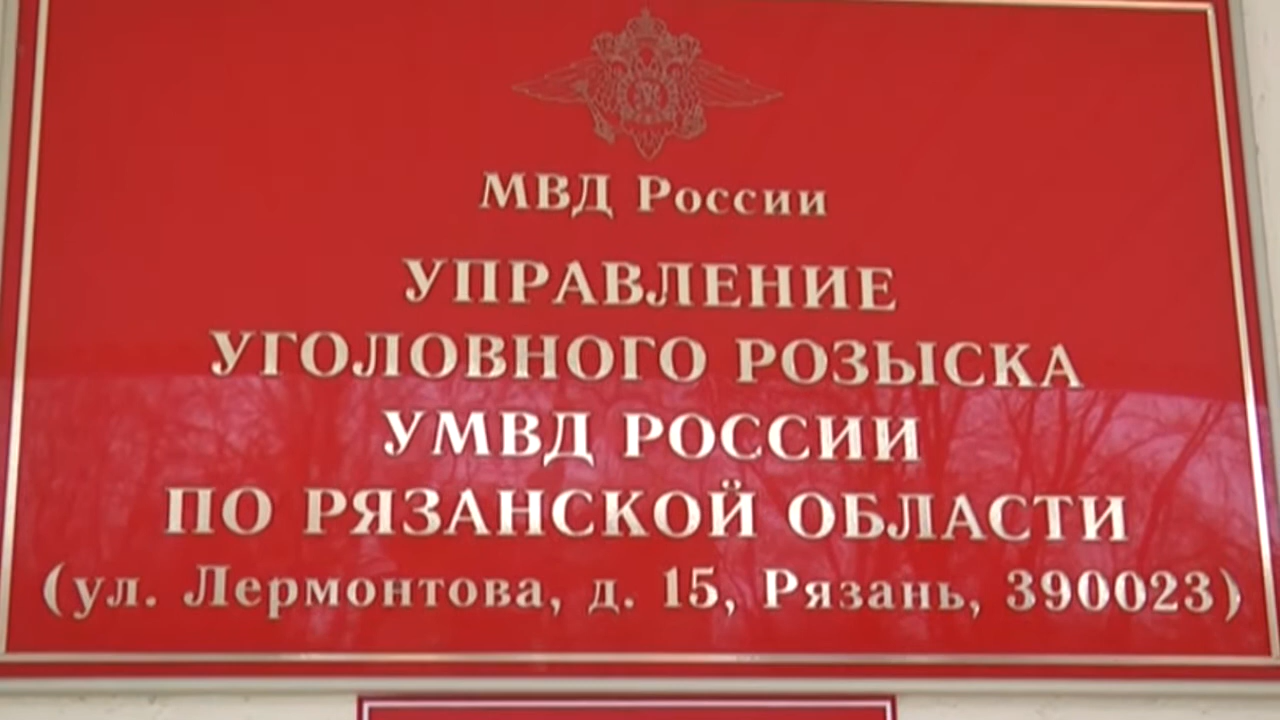 МВД России
УПРАВЛЕНИЕ
УГОЛОВНОГО РОЗЫСКА
УМВД РОССИИ
ПО РЯЗАНСКОЙ ОБЛАСТИ
(ул. Лермонтова, д. 15, Рязань, 390023)